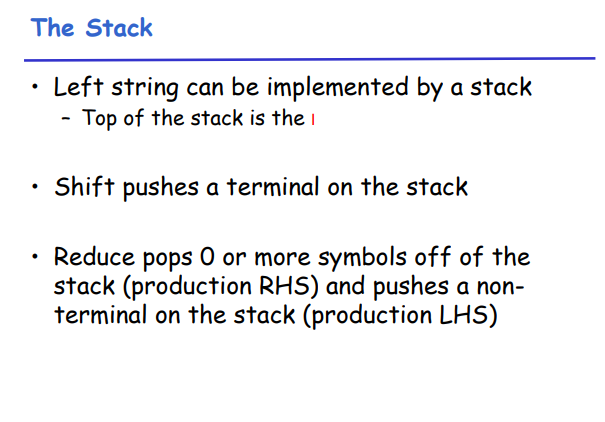 The Stack
• Left string can be implemented by a stack
– Top of the stack is the |
• Shift pushes a terminal on the stack
• Reduce pops 0 or more symbols off of the
stack (production RHS) and pushes a non-
terminal on the stack (production LHS)